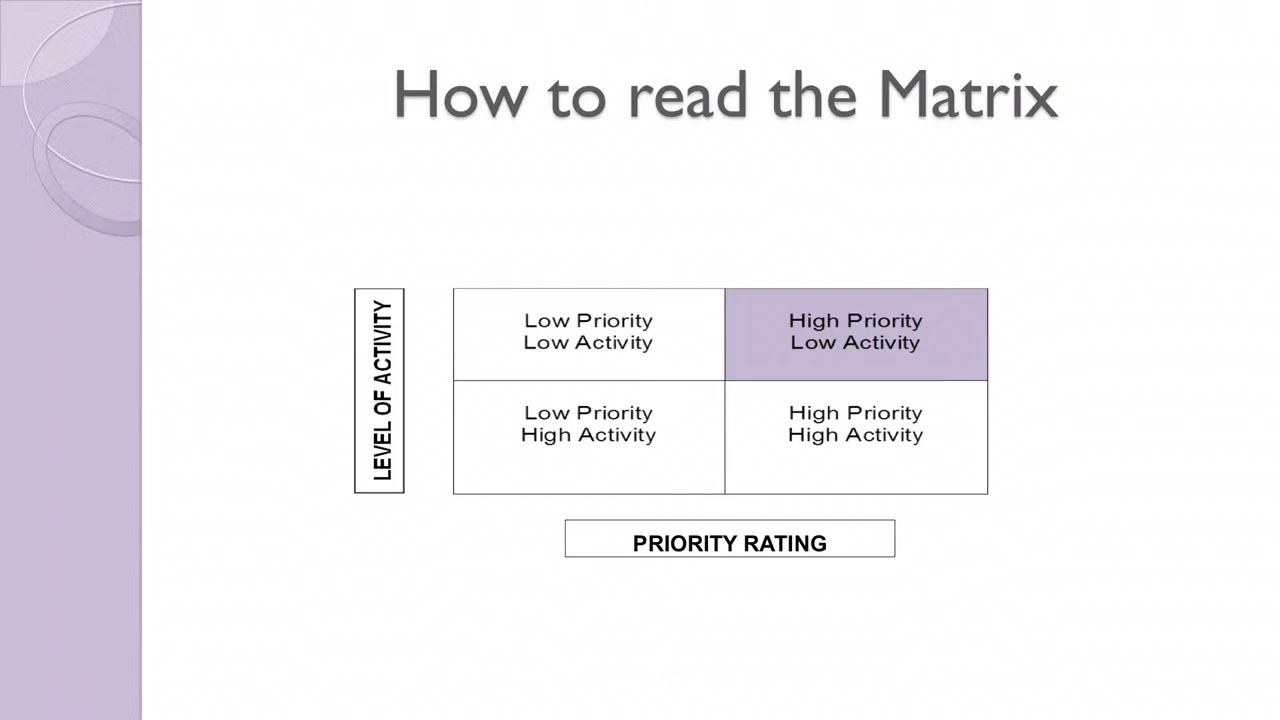 How to read the Matrix
LEVEL OF ACTIVITY
Low Priority
Low Activity
High Priority
Low Activity
Low Priority
High Activity
High Priority
High Activity
PRIORITY RATING